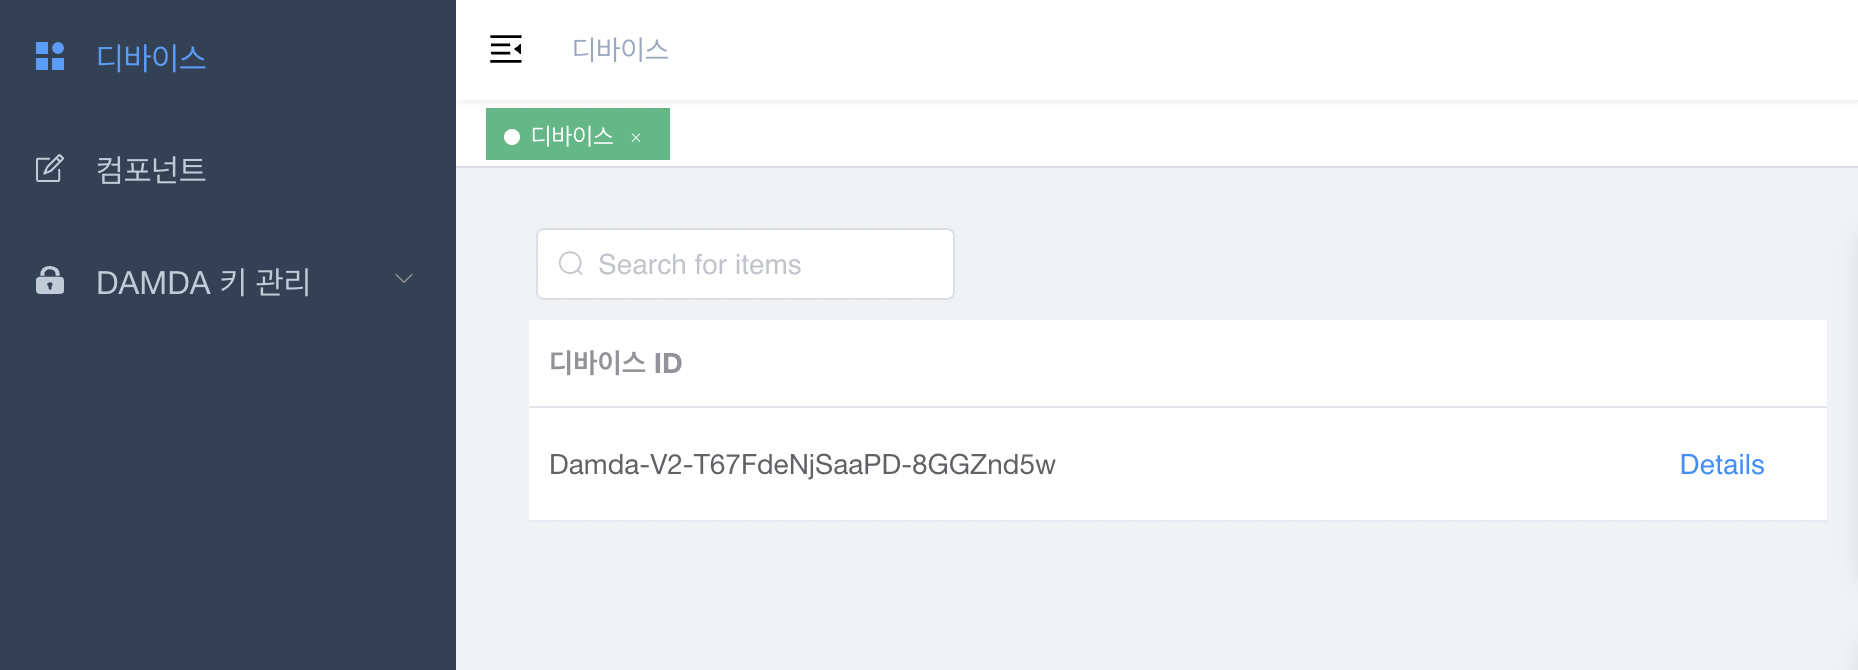 디바이스
컴포넌트
DAMDA 키 관리
디바이스
디바이스 ×
Search for items
디바이스 ID
Damda-V2-T67FdeNjSaaPD-8GGZnd5w Details